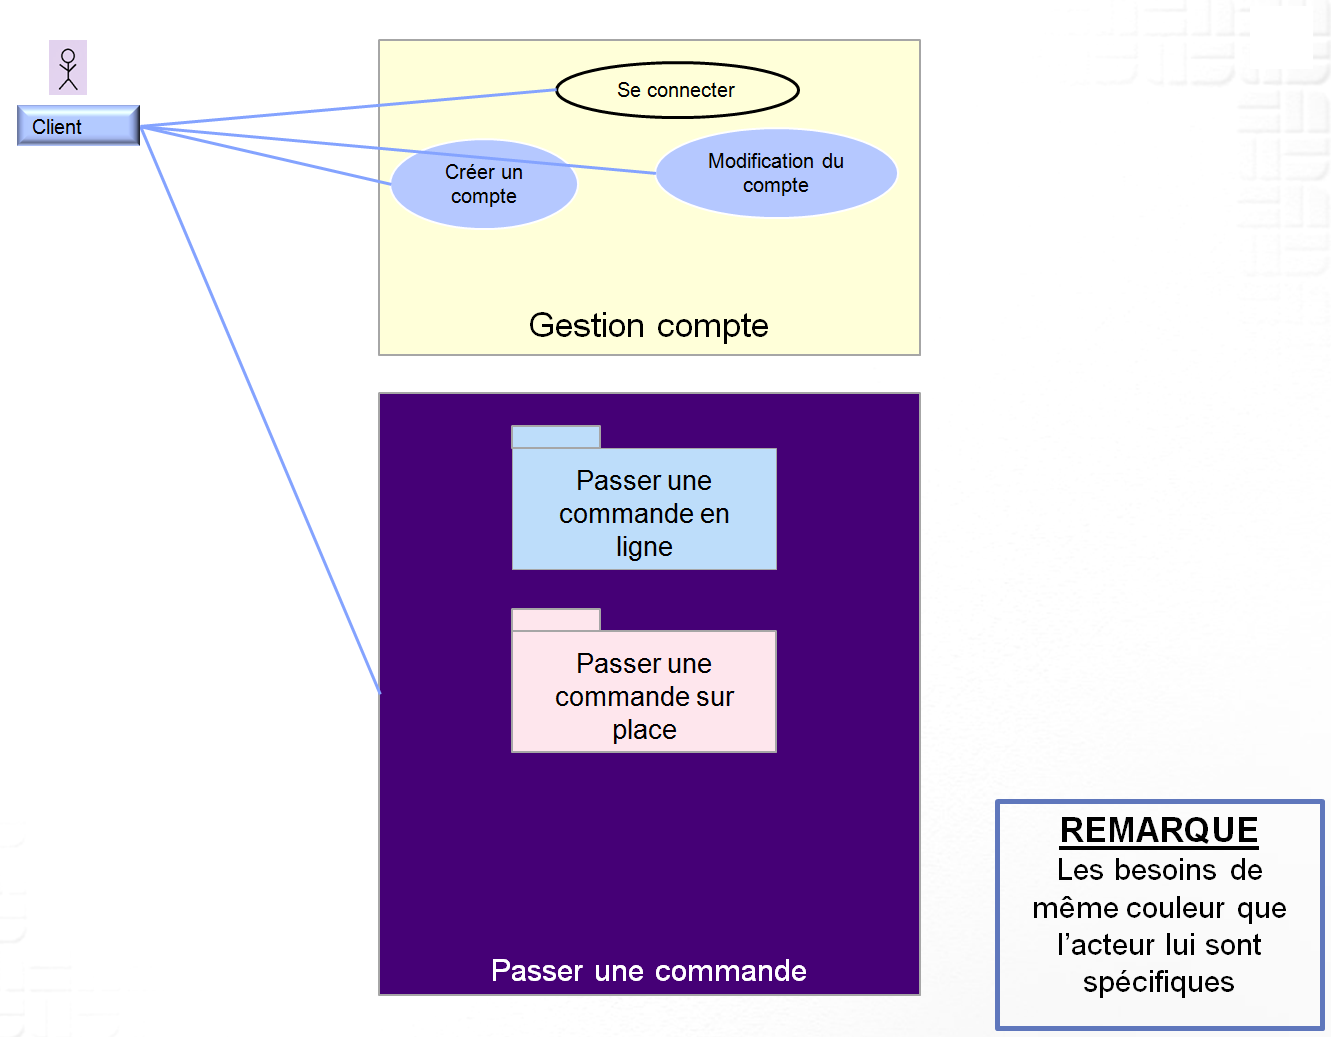 Client
Se connecter
Créer un
compte
Modification du
compte
Gestion compte
Passer une
commande en
ligne
Passer une
commande sur
place
Passer une commande
REMARQUE
Les besoins de
même couleur que
l’acteur lui sont
spécifiques